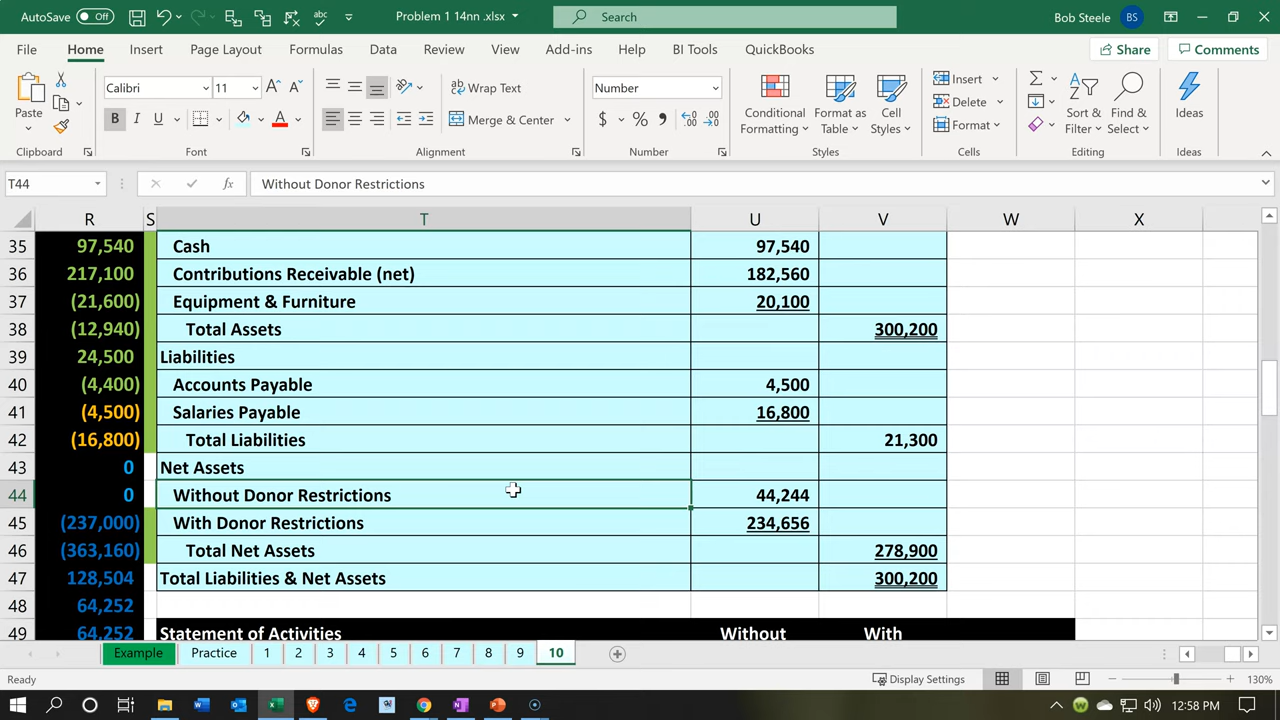 AutoSave Off Problem 1 14nn .xlsx Search Bob Steele BS
File Home Insert Page Layout Formulas Data Review View Add-ins Help BI Tools QuickBooks Share Comments
Calibri 11 Wrap Text Number Insert
Paste B I U Merge & Center $ % Conditional Formatting Format as Table Cell Styles Delete Format Sort & Filter Find & Select Ideas
Clipboard Font Alignment Number Styles Cells Editing Ideas
T44 fx Without Donor Restrictions
R S T U V W X
35 97,540 Cash 97,540
36 217,100 Contributions Receivable (net) 182,560
37 (21,600) Equipment & Furniture 20,100
38 (12,940) Total Assets 300,200
39 24,500 Liabilities
40 (4,400) Accounts Payable 4,500
41 (4,500) Salaries Payable 16,800
42 (16,800) Total Liabilities 21,300
43 0 Net Assets
44 0 Without Donor Restrictions 44,244
45 (237,000) With Donor Restrictions 234,656
46 (363,160) Total Net Assets 278,900
47 128,504 Total Liabilities & Net Assets 300,200
48 64,252
49 64,252 Statement of Activities Without With
Example Practice 1 2 3 4 5 6 7 8 9 10
Ready Display Settings 130%
12:58 PM